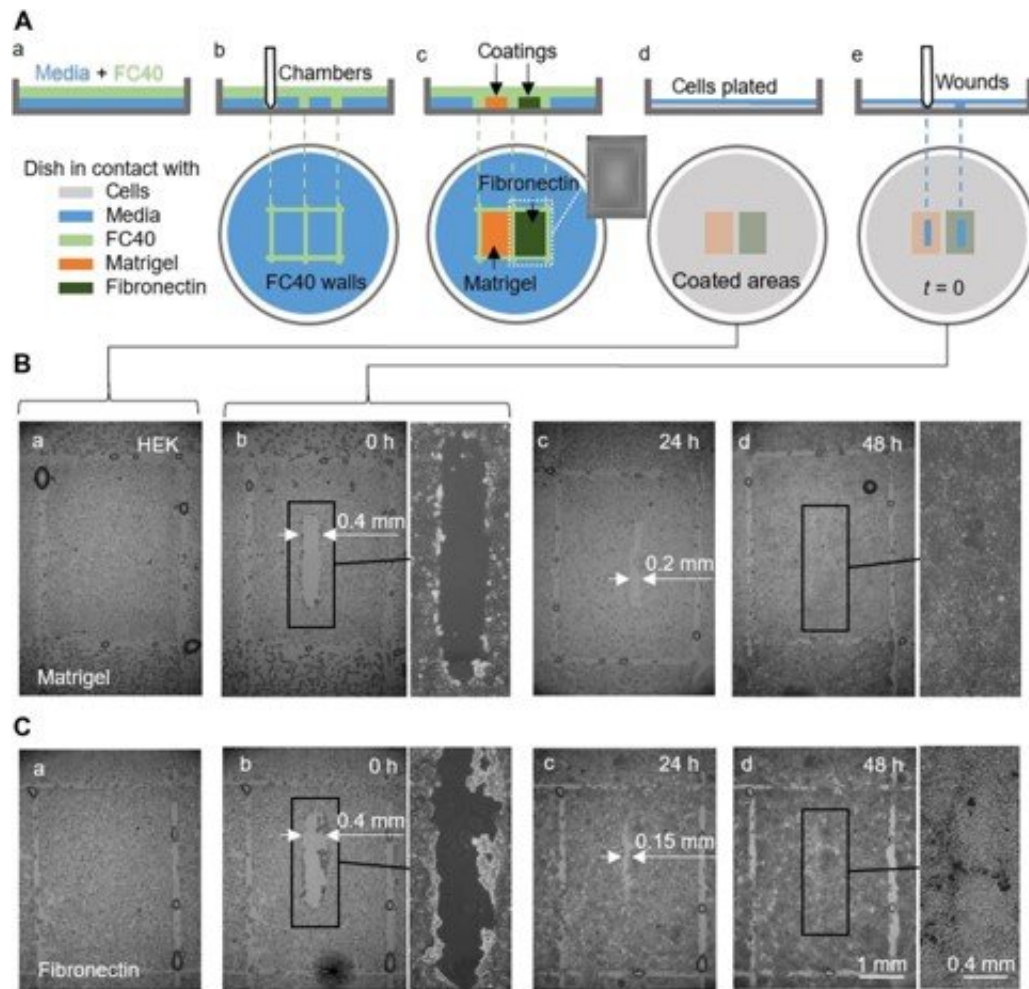 A
a
b
c
d
e
Media + FC40
Chambers
Coatings
Cells plated
Wounds
Dish in contact with
Cells
Media
FC40
Matrigel
Fibronectin
FC40 walls
Fibronectin
Matrigel
Coated areas
t = 0
B
a
HEK
Matrigel
b
0 h
0.4 mm
c
24 h
0.2 mm
d
48 h
C
a
Fibronectin
b
0 h
0.4 mm
c
24 h
0.15 mm
d
48 h
1 mm
0.4 mm